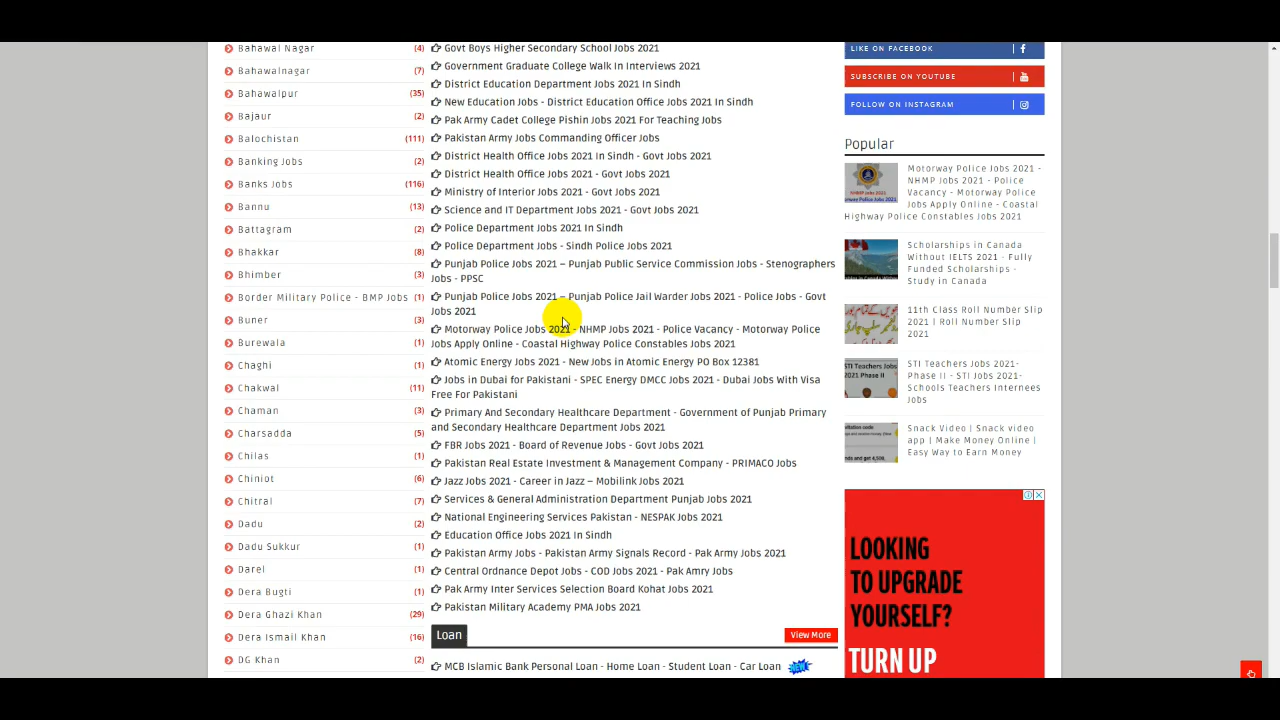 Bahawal Nagar (4)
Bahawalnagar (7)
Bahawalpur (35)
Bajaur (2)
Balochistan (111)
Banking Jobs (2)
Banks Jobs (116)
Bannu (13)
Battagram (2)
Bhakkar (8)
Bhimber (3)
Border Military Police - BMP Jobs (1)
Buner (3)
Burewala (1)
Chaghi (1)
Chakwal (11)
Chaman (3)
Charsadda (5)
Chilas (1)
Chiniot (6)
Chitral (7)
Dadu (2)
Dadu Sukkur (1)
Darel (1)
Dera Bugti (1)
Dera Ghazi Khan (29)
Dera Ismail Khan (16)
DG Khan (2)
Govt Boys Higher Secondary School Jobs 2021
Government Graduate College Walk In Interviews 2021
District Education Department Jobs 2021 In Sindh
New Education Jobs - District Education Office Jobs 2021 In Sindh
Pak Army Cadet College Pishin Jobs 2021 For Teaching Jobs
Pakistan Army Jobs Commanding Officer Jobs
District Health Office Jobs 2021 In Sindh - Govt Jobs 2021
District Health Office Jobs 2021 - Govt Jobs 2021
Ministry of Interior Jobs 2021 - Govt Jobs 2021
Science and IT Department Jobs 2021 - Govt Jobs 2021
Police Department Jobs 2021 In Sindh
Police Department Jobs - Sindh Police Jobs 2021
Punjab Police Jobs 2021 – Punjab Public Service Commission Jobs - Stenographers
Jobs - PPSC
Punjab Police Jobs 2021 – Punjab Police Jail Warder Jobs 2021 - Police Jobs - Govt
Jobs 2021
Motorway Police Jobs 2021 - NHMP Jobs 2021 - Police Vacancy - Motorway Police
Jobs Apply Online - Coastal Highway Police Constables Jobs 2021
Atomic Energy Jobs 2021 - New Jobs in Atomic Energy PO Box 12381
Jobs in Dubai for Pakistani - SPEC Energy DMCC Jobs 2021 - Dubai Jobs With Visa
Free For Pakistani
Primary And Secondary Healthcare Department - Government of Punjab Primary
and Secondary Healthcare Department Jobs 2021
FBR Jobs 2021 - Board of Revenue Jobs - Govt Jobs 2021
Pakistan Real Estate Investment & Management Company - PRIMACO Jobs
Jazz Jobs 2021 - Career in Jazz – Mobilink Jobs 2021
Services & General Administration Department Punjab Jobs 2021
National Engineering Services Pakistan - NESPAK Jobs 2021
Education Office Jobs 2021 In Sindh
Pakistan Army Jobs - Pakistan Army Signals Record - Pak Army Jobs 2021
Central Ordnance Depot Jobs - COD Jobs 2021 - Pak Amry Jobs
Pak Army Inter Services Selection Board Kohat Jobs 2021
Pakistan Military Academy PMA Jobs 2021
Loan
View More
MCB Islamic Bank Personal Loan - Home Loan - Student Loan - Car Loan NEW
LIKE ON FACEBOOK
SUBSCRIBE ON YOUTUBE
FOLLOW ON INSTAGRAM
Popular
Motorway Police Jobs 2021 -
NHMP Jobs 2021 - Police
Vacancy - Motorway Police
Jobs Apply Online - Coastal
Highway Police Constables Jobs 2021
NHMP Jobs 2021
Scholarships in Canada
Without IELTS 2021 - Fully
Funded Scholarships -
Study in Canada
11th Class Roll Number Slip
2021 | Roll Number Slip
2021
STI Teachers Jobs 2021-
Phase II - STI Jobs 2021-
Schools Teachers Internees
Jobs
STI Teachers Jobs
2021 Phase II
Snack Video | Snack video
app | Make Money Online |
Easy Way to Earn Money
LOOKING
TO UPGRADE
YOURSELF?
TURN UP